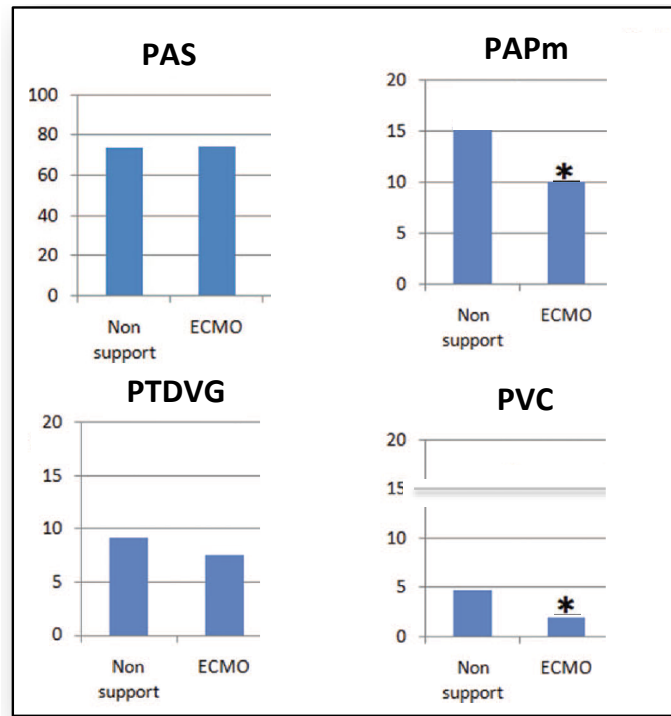 PAS
100
80
60
40
20
0
Non support
ECMO
PAPm
20
15
10
5
0
*
Non support
ECMO
PTDVG
20
15
10
5
0
Non support
ECMO
PVC
20
15
10
5
0
*
Non support
ECMO